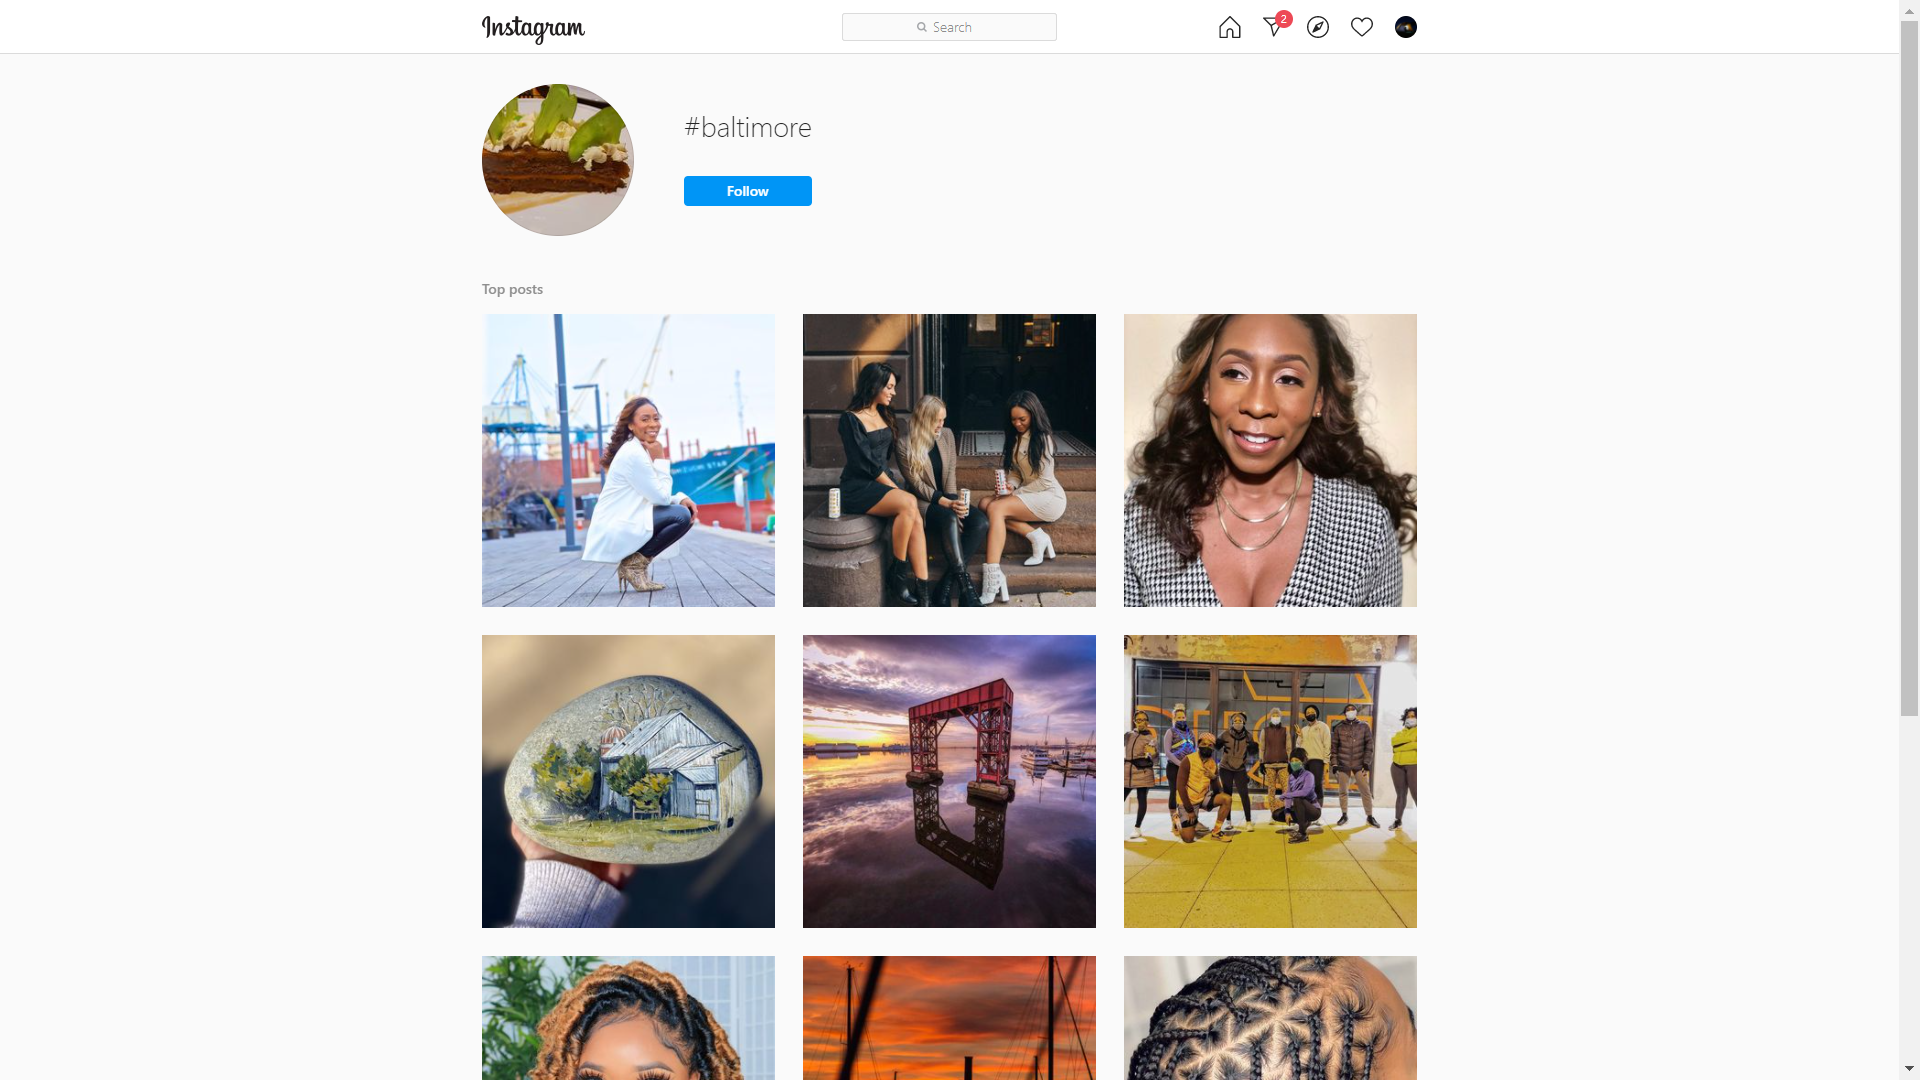 Instagram
Search
2
#baltimore
Follow
Top posts